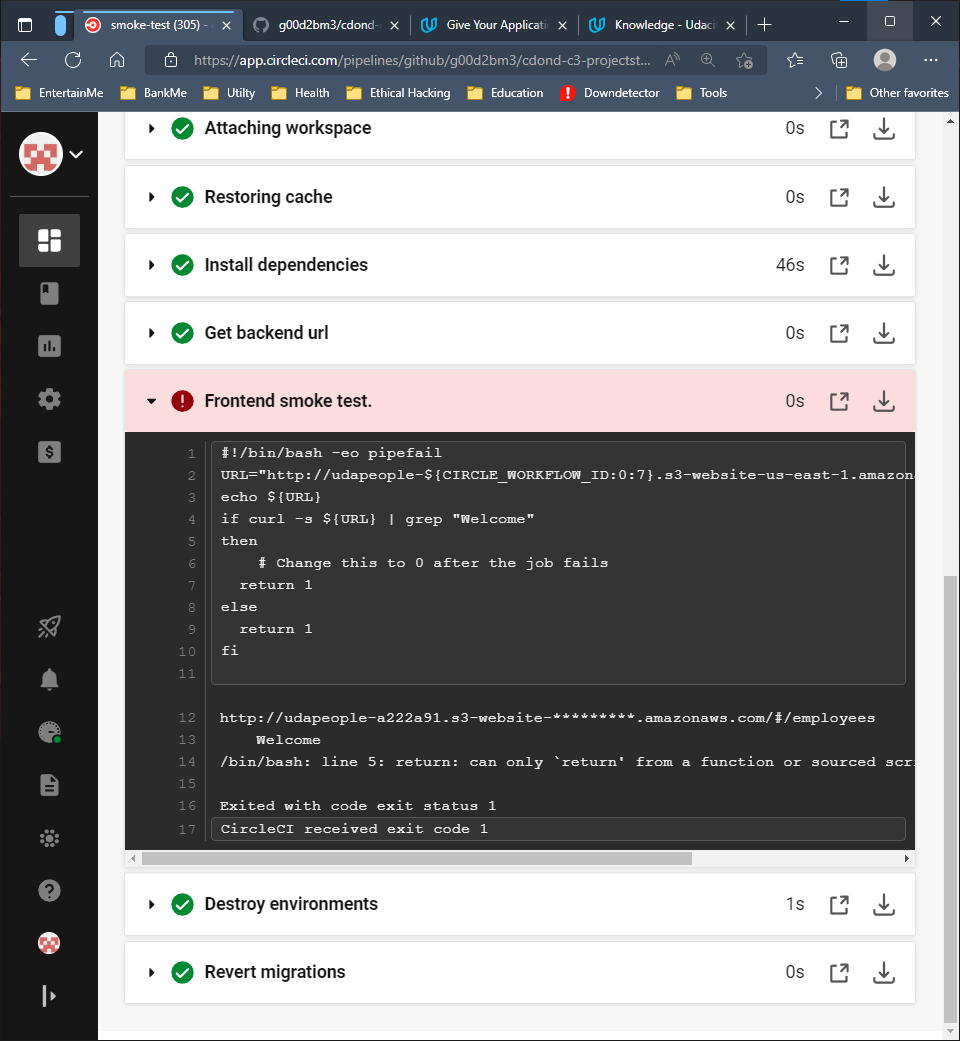 smoke-test (305) -
g00d2bm3/cdond-
Give Your Applicati
Knowledge - Udac
https://app.circleci.com/pipelines/github/g00d2bm3/cdond-c3-projectst...
EntertainMe
BankMe
Utilty
Health
Ethical Hacking
Education
Downdetector
Tools
Other favorites
Attaching workspace 0s
Restoring cache 0s
Install dependencies 46s
Get backend url 0s
Frontend smoke test. 0s
1 #!/bin/bash -eo pipefail
2 URL="http://udapeople-${CIRCLE_WORKFLOW_ID:0:7}.s3-website-us-east-1.amazona
3 echo ${URL}
4 if curl -s ${URL} | grep "Welcome"
5 then
6 # Change this to 0 after the job fails
7 return 1
8 else
9 return 1
10 fi
11
12 http://udapeople-a222a91.s3-website-*********.amazonaws.com/#/employees
13 Welcome
14 /bin/bash: line 5: return: can only `return' from a function or sourced scri
15
16 Exited with code exit status 1
17 CircleCI received exit code 1
Destroy environments 1s
Revert migrations 0s